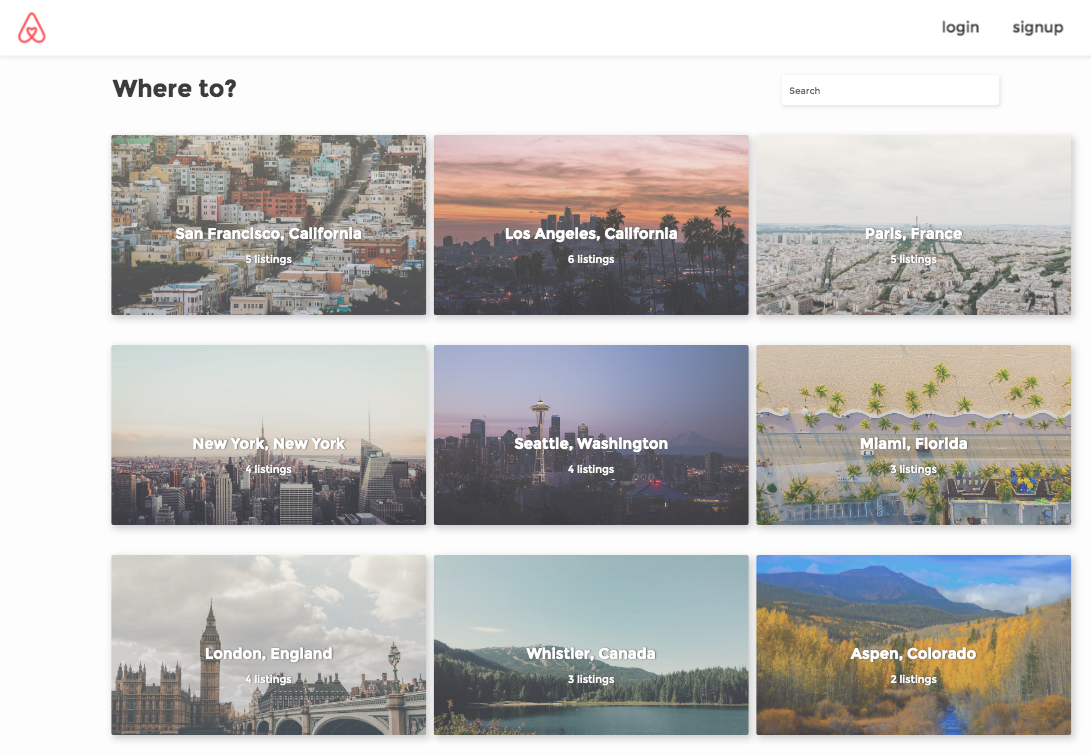 login signup
Where to?
Search
San Francisco, California
5 listings
Los Angeles, California
6 listings
Paris, France
5 listings
New York, New York
4 listings
Seattle, Washington
4 listings
Miami, Florida
3 listings
London, England
4 listings
Whistler, Canada
3 listings
Aspen, Colorado
2 listings